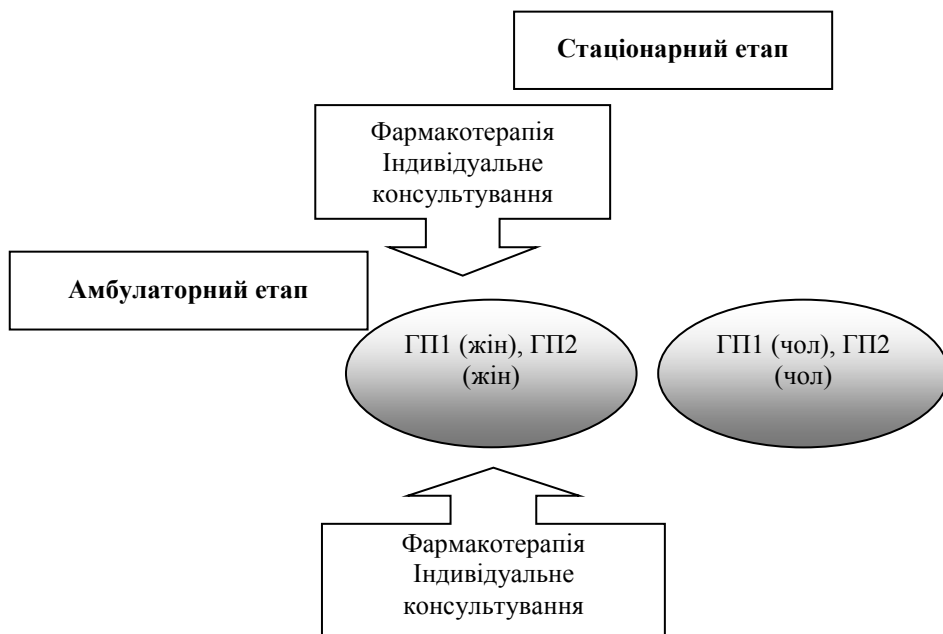 Стаціонарний етап
Фармакотерапія
Індивідуальне
консультування
Амбулаторний етап
ГП1 (жін), ГП2
(жін)
ГП1 (чол), ГП2
(чол)
Фармакотерапія
Індивідуальне
консультування